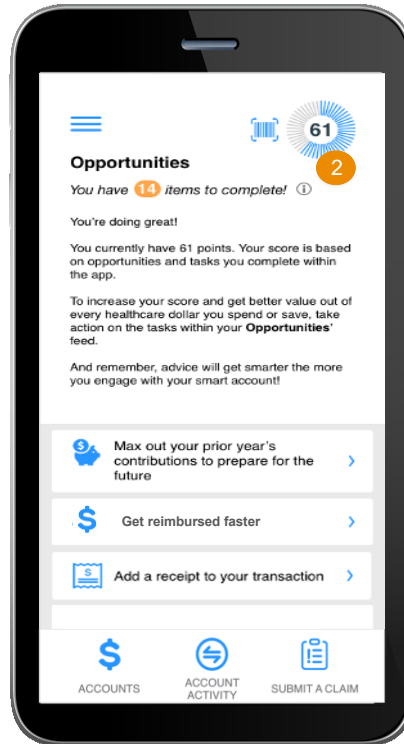 61
2
Opportunities
You have 14 items to complete! i
You're doing great!
You currently have 61 points. Your score is based
on opportunities and tasks you complete within
the app.
To increase your score and get better value out of
every healthcare dollar you spend or save, take
action on the tasks within your Opportunities'
feed.
And remember, advice will get smarter the more
you engage with your smart account!
$
Max out your prior year's
contributions to prepare for the
future
$ Get reimbursed faster
S
Add a receipt to your transaction
$
ACCOUNTS
ACCOUNT
ACTIVITY
SUBMIT A CLAIM